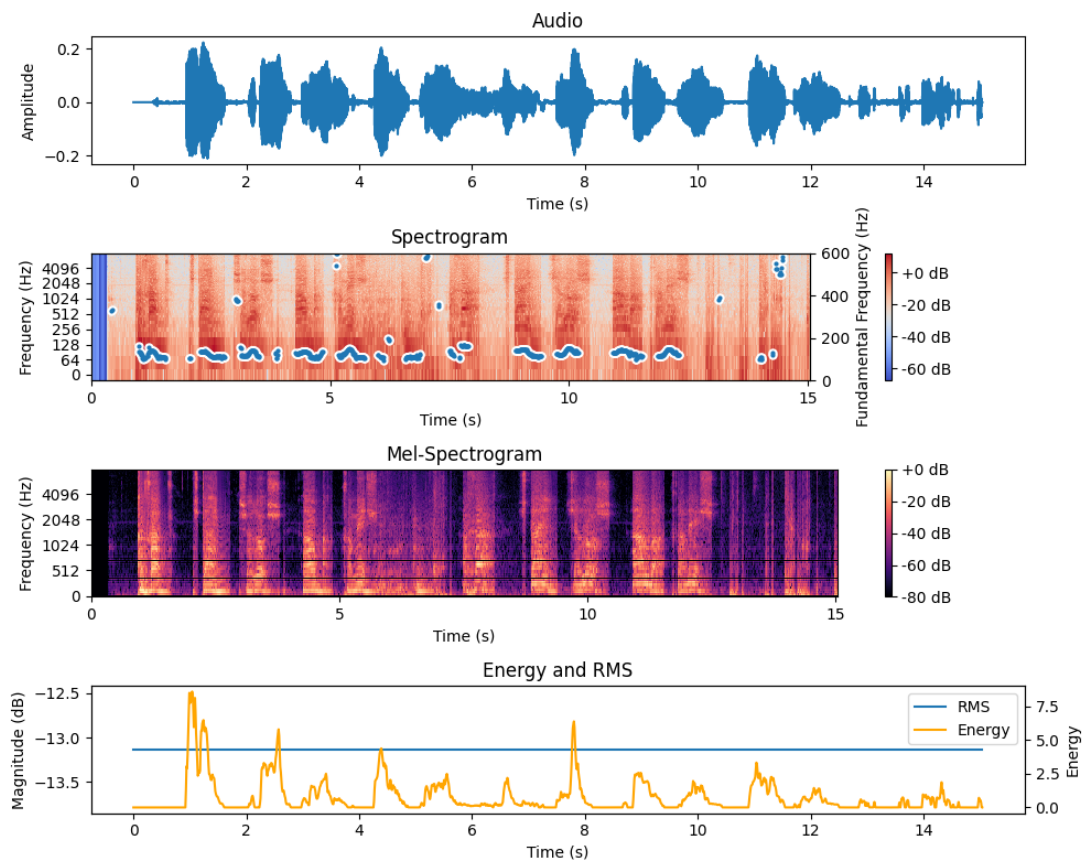 Audio
0.2
0.0
−0.2
Amplitude
0 2 4 6 8 10 12 14
Time (s)
Spectrogram
4096
2048
1024
512
256
128
64
0
Frequency (Hz)
600
400
200
0
Fundamental Frequency (Hz)
+0 dB
-20 dB
-40 dB
-60 dB
0 5 10 15
Time (s)
Mel-Spectrogram
4096
2048
1024
512
0
Frequency (Hz)
+0 dB
-20 dB
-40 dB
-60 dB
-80 dB
0 5 10 15
Time (s)
Energy and RMS
−12.5
−13.0
−13.5
Magnitude (dB)
RMS
Energy
7.5
5.0
2.5
0.0
Energy
0 2 4 6 8 10 12 14
Time (s)